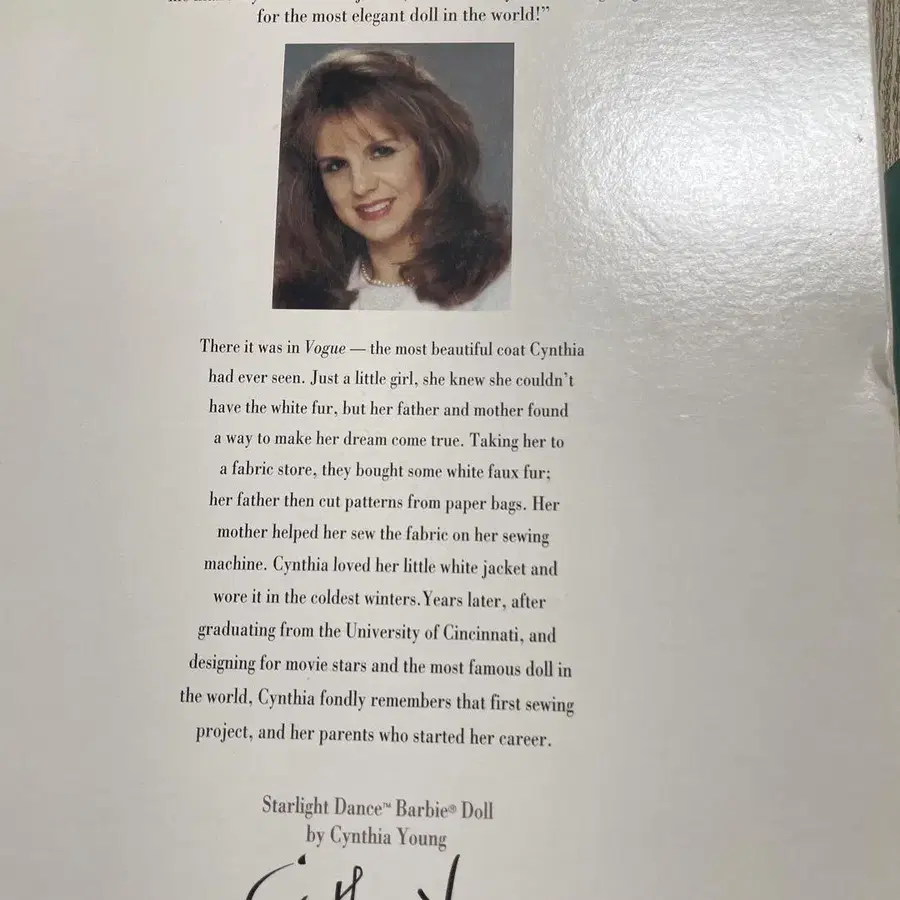 for the most elegant doll in the world!”
There it was in Vogue — the most beautiful coat Cynthia
had ever seen. Just a little girl, she knew she couldn’t
have the white fur, but her father and mother found
a way to make her dream come true. Taking her to
a fabric store, they bought some white faux fur;
her father then cut patterns from paper bags. Her
mother helped her sew the fabric on her sewing
machine. Cynthia loved her little white jacket and
wore it in the coldest winters. Years later, after
graduating from the University of Cincinnati, and
designing for movie stars and the most famous doll in
the world, Cynthia fondly remembers that first sewing
project, and her parents who started her career.
Starlight Dance™ Barbie® Doll
by Cynthia Young